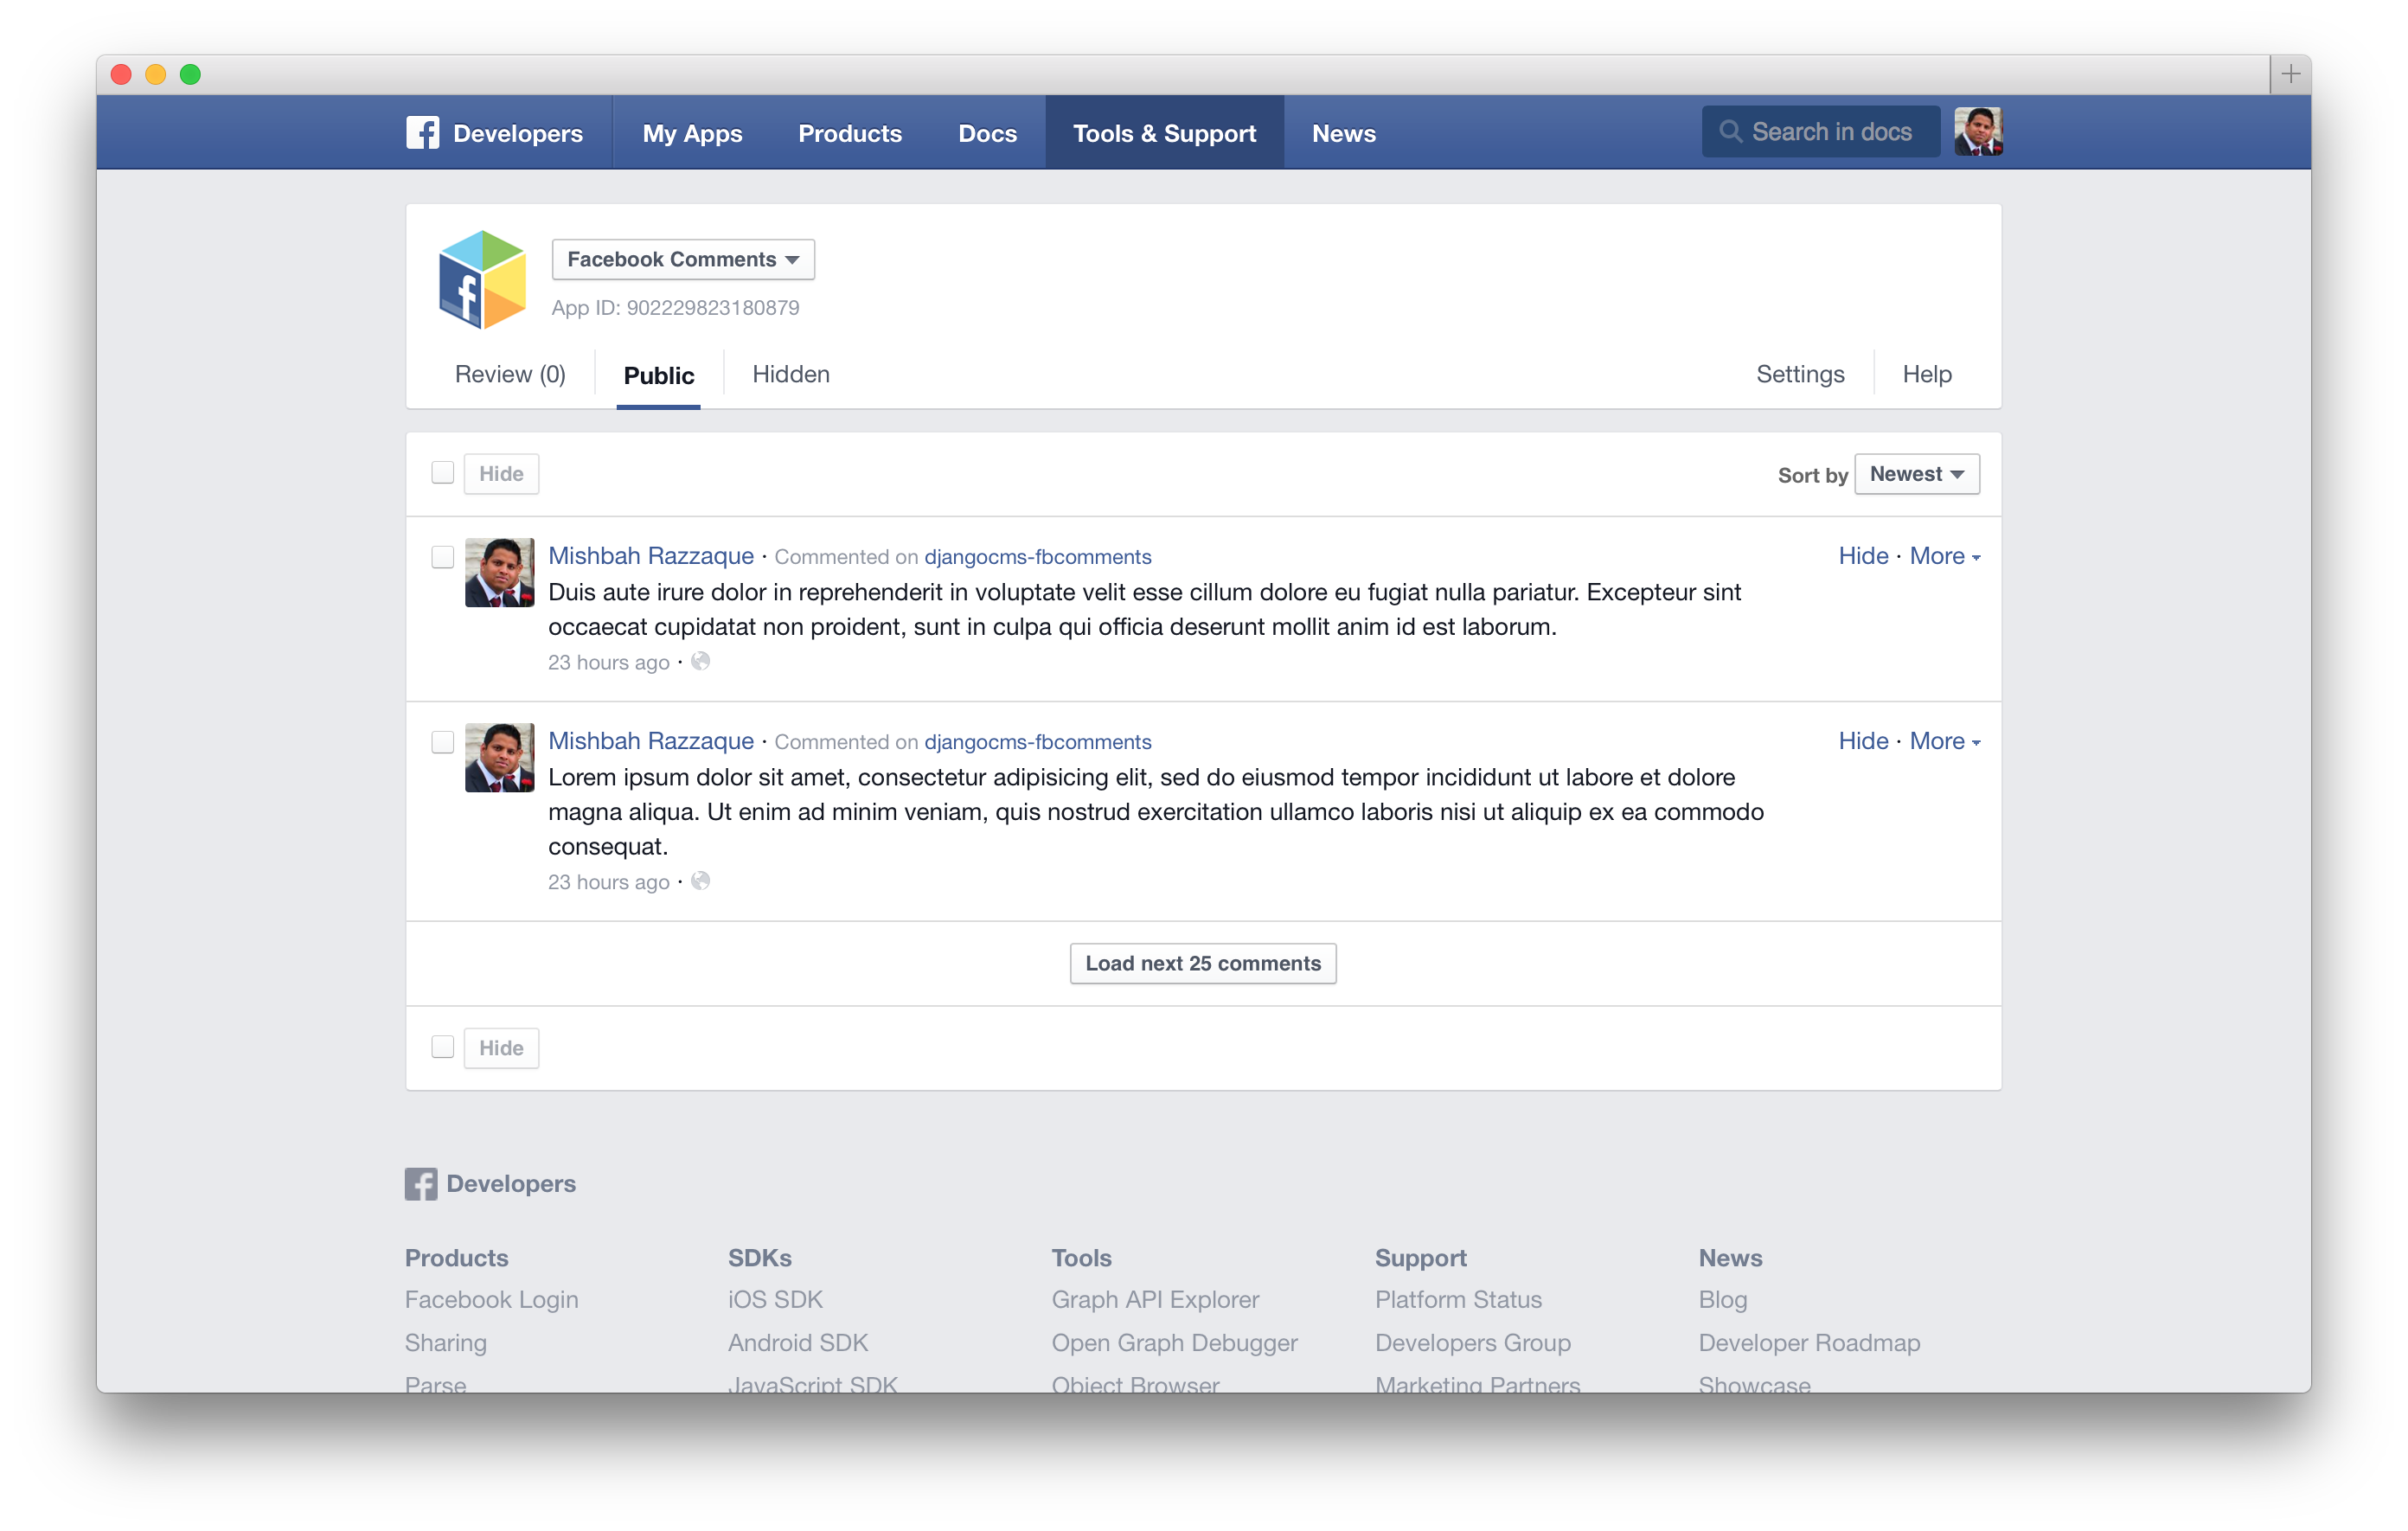 Developers My Apps Products Docs Tools & Support News Search in docs
Facebook Comments
App ID: 902229823180879
Review (0) Public Hidden Settings Help
Hide Sort by Newest
Mishbah Razzaque · Commented on djangocms-fbcomments Hide · More
Duis aute irure dolor in reprehenderit in voluptate velit esse cillum dolore eu fugiat nulla pariatur. Excepteur sint
occaecat cupidatat non proident, sunt in culpa qui officia deserunt mollit anim id est laborum.
23 hours ago ·
Mishbah Razzaque · Commented on djangocms-fbcomments Hide · More
Lorem ipsum dolor sit amet, consectetur adipisicing elit, sed do eiusmod tempor incididunt ut labore et dolore
magna aliqua. Ut enim ad minim veniam, quis nostrud exercitation ullamco laboris nisi ut aliquip ex ea commodo
consequat.
23 hours ago ·
Load next 25 comments
Hide
Developers
Products SDKs Tools Support News
Facebook Login iOS SDK Graph API Explorer Platform Status Blog
Sharing Android SDK Open Graph Debugger Developers Group Developer Roadmap
Parse JavaScript SDK Object Browser Marketing Partners Showcase